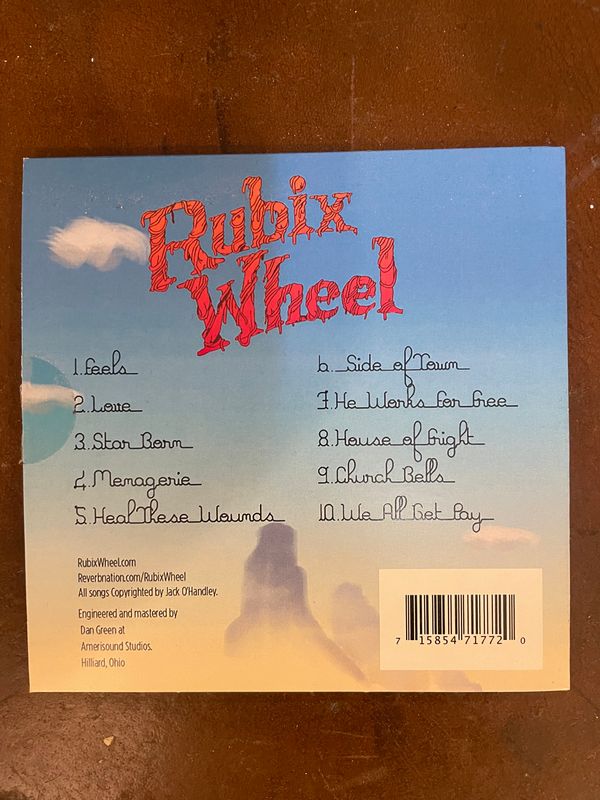 Rubix
Wheel
1. Feels
2. Love
3. Star Born
4. Menagerie
5. Heal These Wounds
6. Side of Town
7. He Works For Free
8. House of
9. Church Bells
10. We All Get Pay
RubixWheel.com
Reverbnation.com/RubixWheel
All songs Copyrighted by Jack O'Handley.
Engineered and mastered by
Dan Green at
Amerisound Studios.
Hilliard, Ohio
7 15854 71772 0